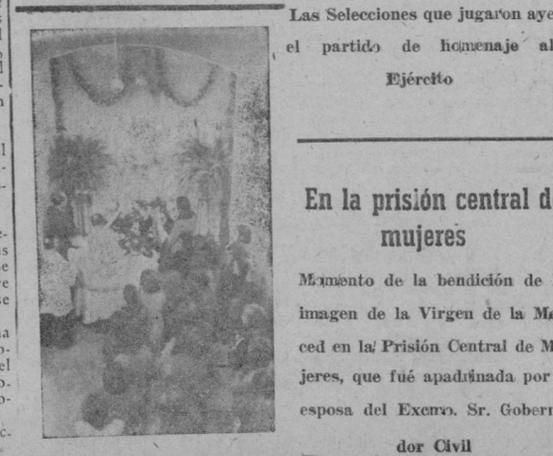 Las Selecciones que jugaron aye
el partido de homenaje al
Ejército
En la prisión central d
mujeres
Momento de la bendición de
imagen de la Virgen de la Me
ced en la Prisión Central de M
jeres, que fué apadrinada por
esposa del Excmo. Sr. Gobern
dor Civil